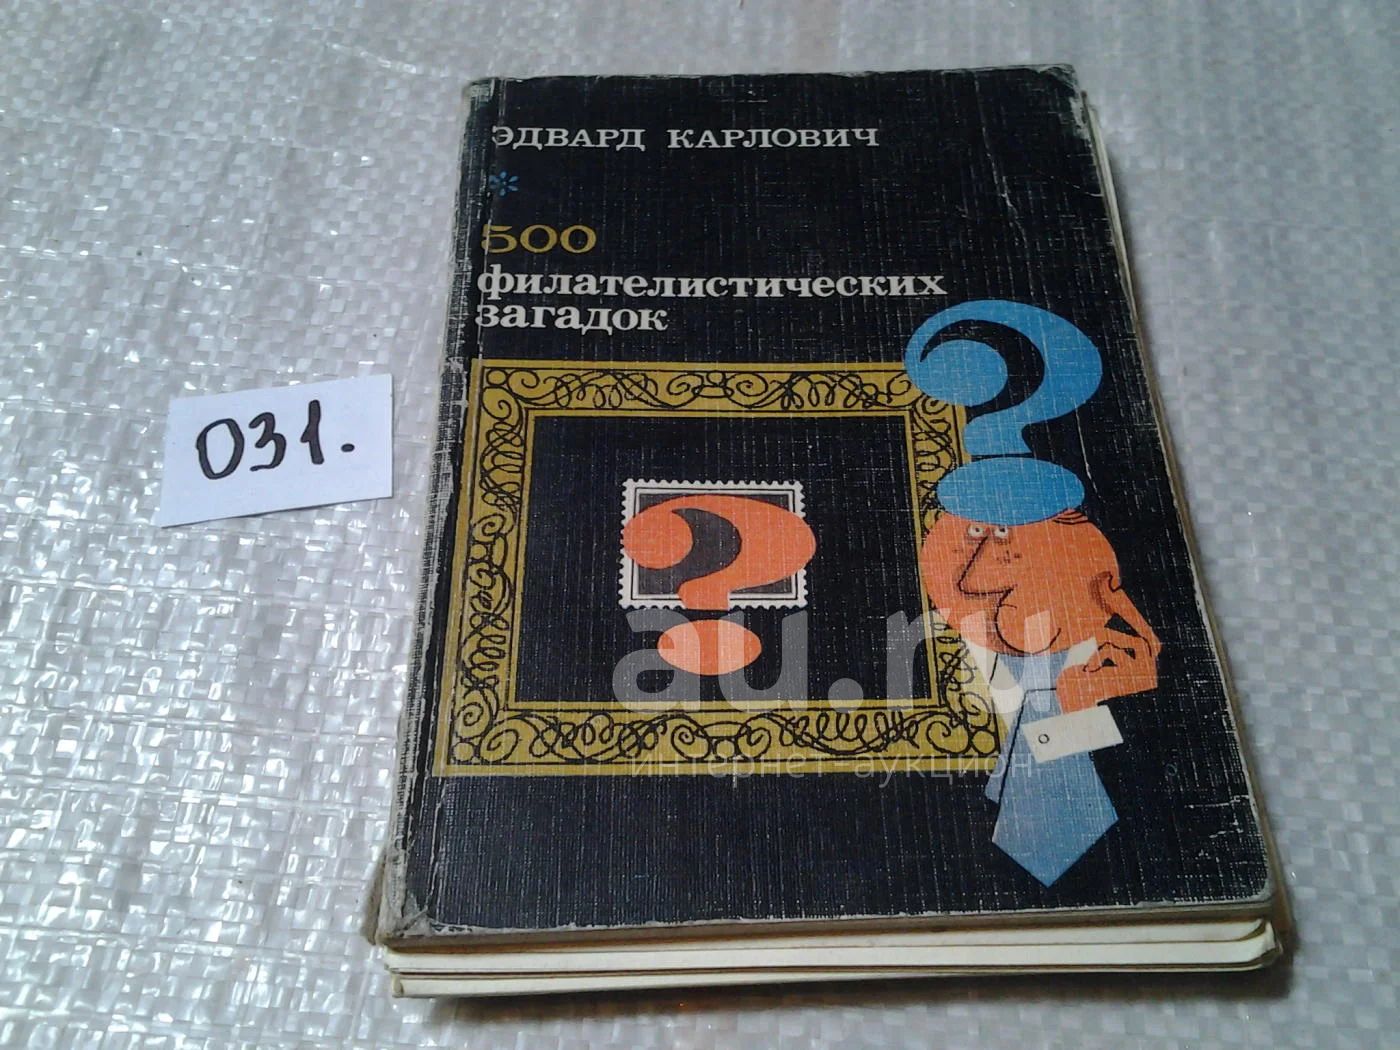 ЭДВАРД КАРЛОВИЧ
*
500
филателистических
загадок
031.
au.ru
интернет-аукцион